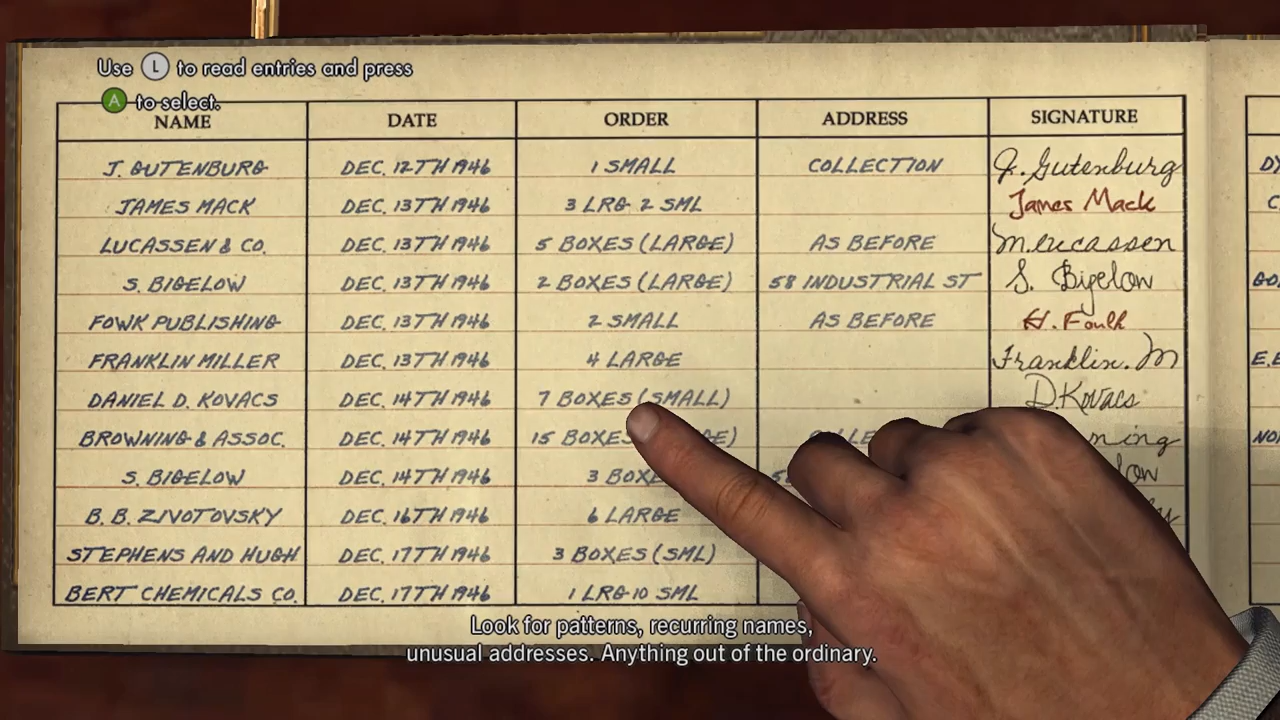 Use L to read entries and press
A to select.
NAME DATE ORDER ADDRESS SIGNATURE
J. GUTENBURG DEC. 12TH 1946 1 SMALL COLLECTION J. Gutenburg
JAMES MACK DEC. 13TH 1946 3 LRG 2 SML James Mack
LUCASSEN & CO. DEC. 13TH 1946 5 BOXES (LARGE) AS BEFORE
S. BIGELOW DEC. 13TH 1946 2 BOXES (LARGE) 58 INDUSTRIAL ST S. Bigelow
FOWK PUBLISHING DEC. 13TH 1946 2 SMALL AS BEFORE H. Foulk
FRANKLIN MILLER DEC. 13TH 1946 4 LARGE Franklin. M
DANIEL D. KOVACS DEC. 14TH 1946 7 BOXES (SMALL) D. Kovacs
BROWNING & ASSOC. DEC. 14TH 1946 15 BOXES
S. BIGELOW DEC. 14TH 1946 3
B. B. ZIVOTOVSKY DEC. 16TH 1946 6 LARGE
STEPHENS AND HUGH DEC. 17TH 1946 3 BOXES (SML)
BERT CHEMICALS CO. DEC. 17TH 1946 1 LRG 10 SML
Look for patterns, recurring names,
unusual addresses. Anything out of the ordinary.